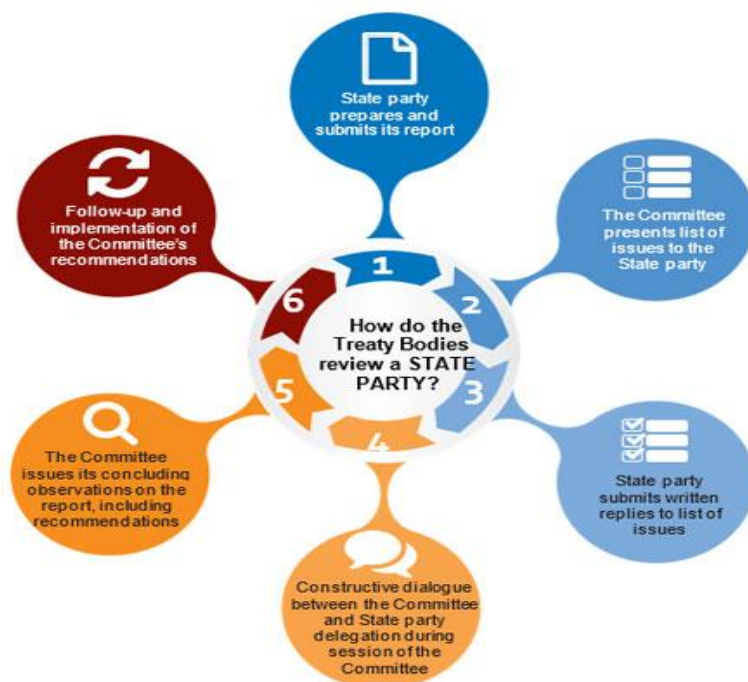 State party
prepares and
submits its report
1
The Committee
presents list of
issues to the
State party
2
State party
submits written
replies to list of
issues
3
Constructive dialogue
between the Committee
and State party
delegation during
session of the
Committee
4
The Committee
issues its concluding
observations on the
report, including
recommendations
5
Follow-up and
implementation of
the Committee's
recommendations
6
How do the
Treaty Bodies
review a STATE
PARTY?